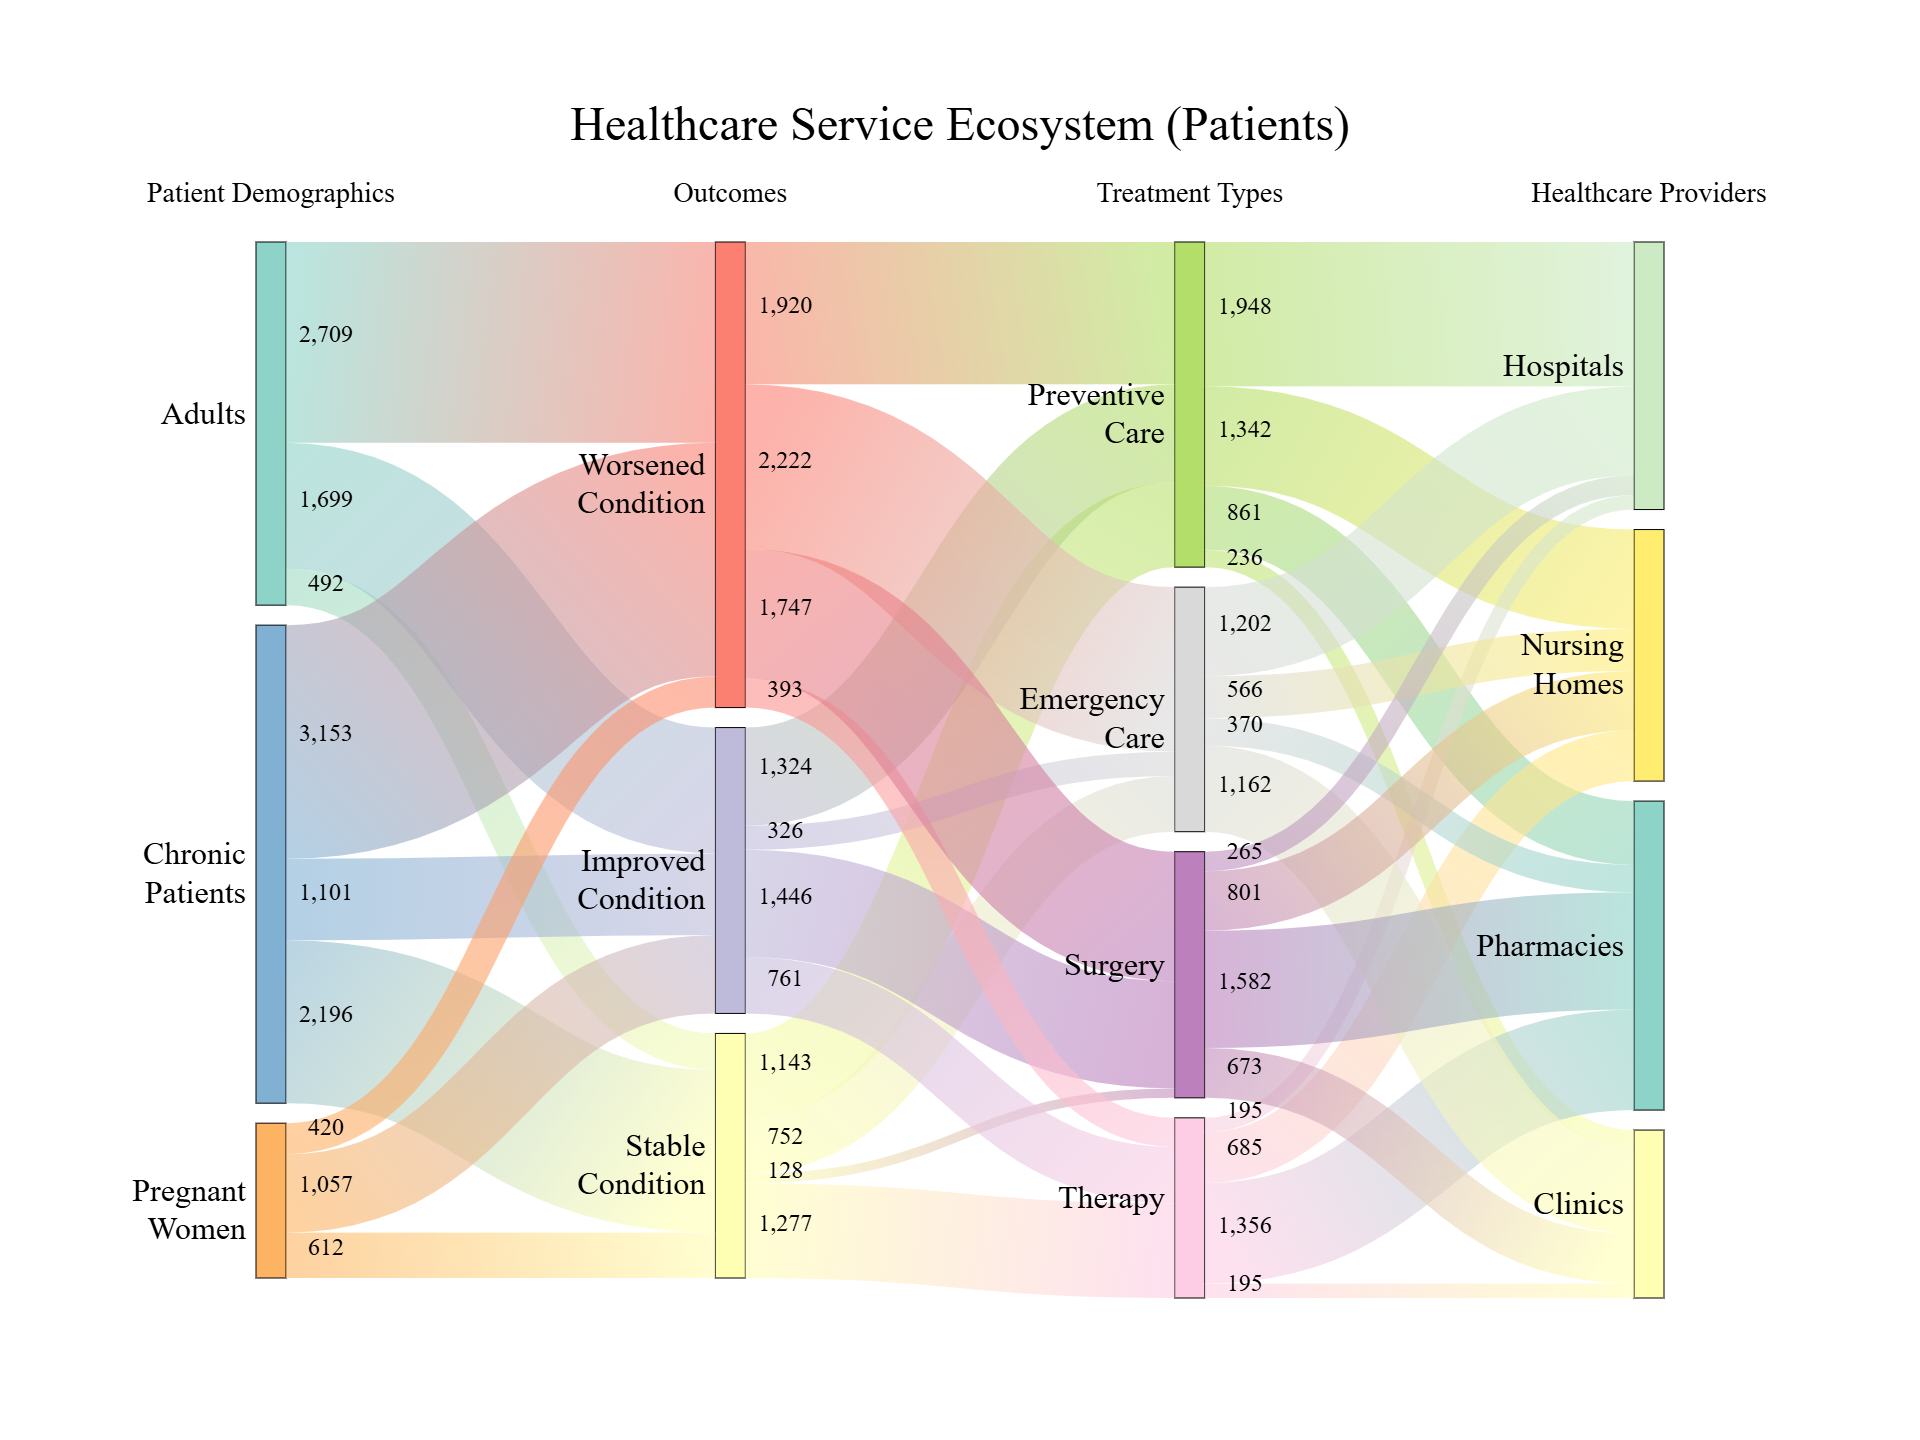 Healthcare Service Ecosystem (Patients)
Patient Demographics
Outcomes
Treatment Types
Healthcare Providers
Adults
2,709
1,699
492
Chronic
Patients
3,153
1,101
2,196
Pregnant
Women
420
1,057
612
Worsened
Condition
1,920
2,222
1,747
393
Improved
Condition
1,324
326
1,446
761
Stable
Condition
1,143
752
128
1,277
Preventive
Care
1,948
1,342
861
236
Emergency
Care
1,202
566
370
1,162
Surgery
265
801
1,582
673
Therapy
195
685
1,356
195
Hospitals
Nursing
Homes
Pharmacies
Clinics